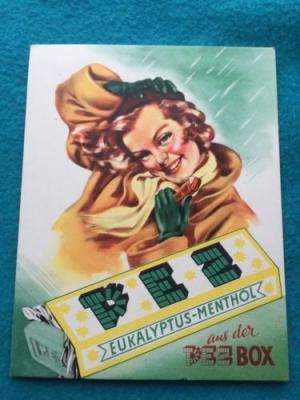 PEZ
EUKALYPTUS-MENTHOL
aus der
PEZ BOX